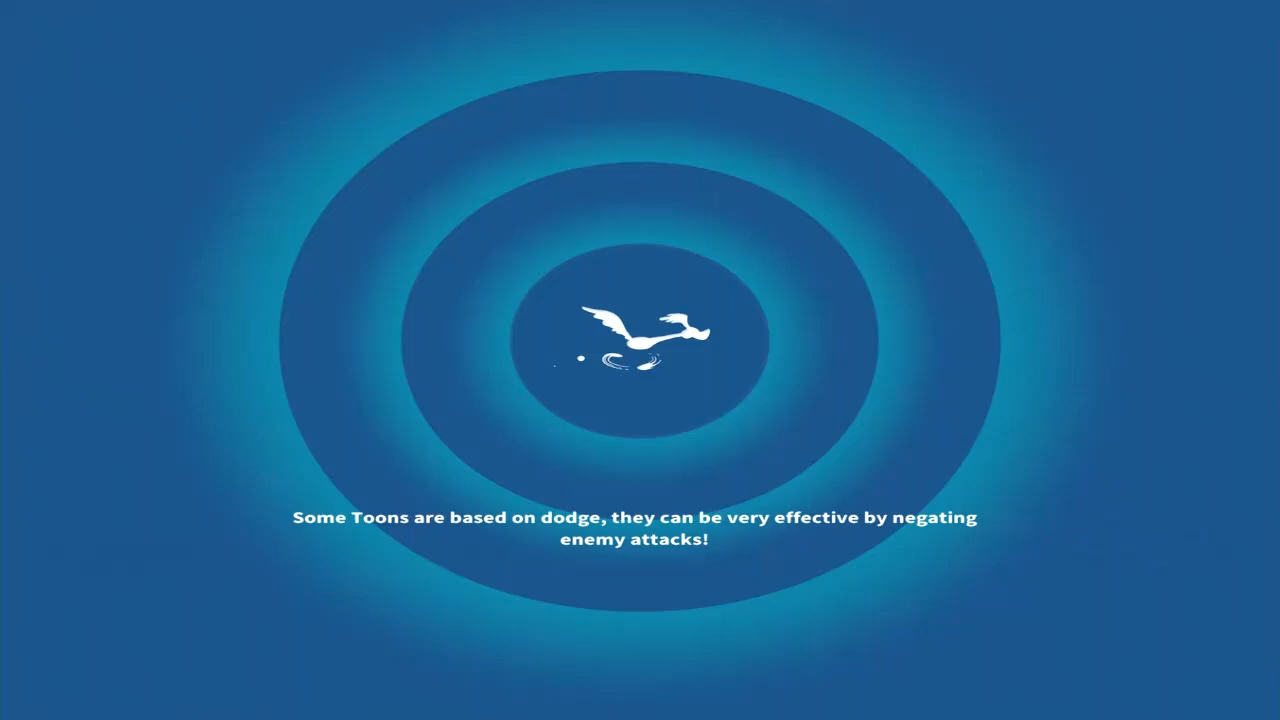 Some Toons are based on dodge, they can be very effective by negating
enemy attacks!